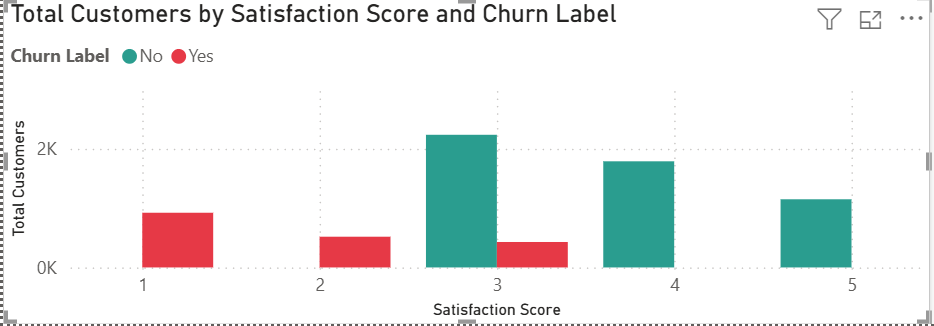 Total Customers by Satisfaction Score and Churn Label
Churn Label No Yes
Total Customers
2K
0K
1 2 3 4 5
Satisfaction Score